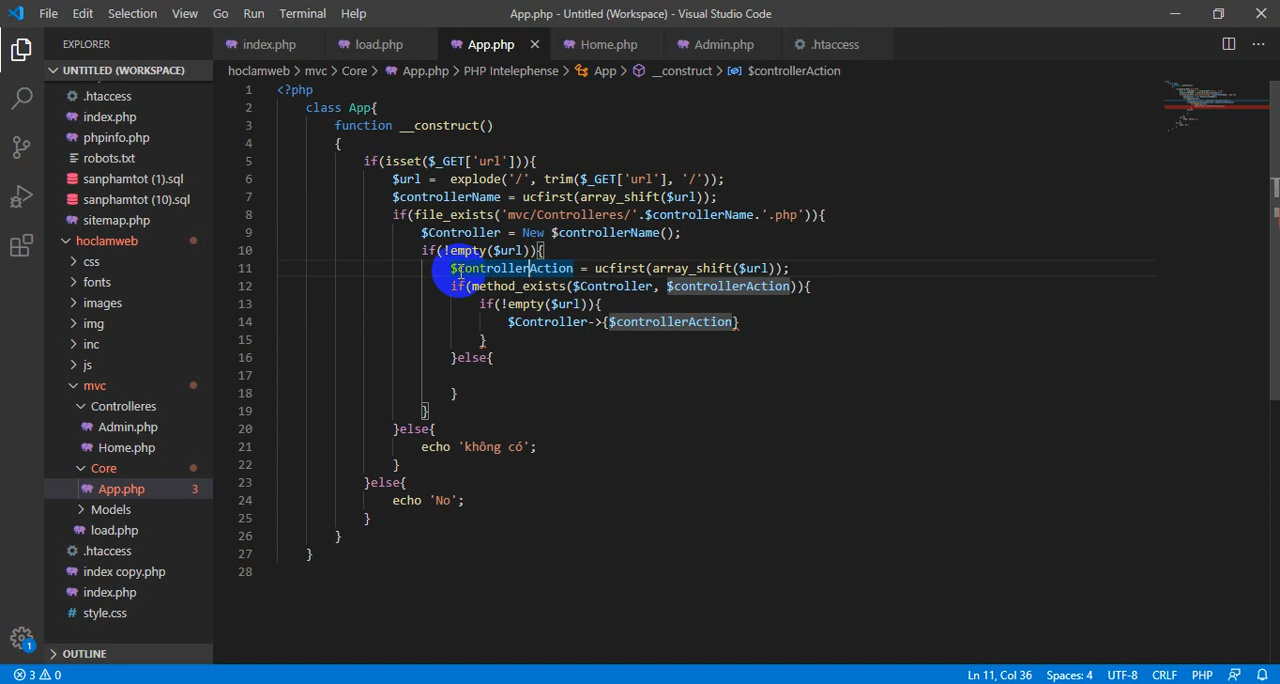 File Edit Selection View Go Run Terminal Help
App.php - Untitled (Workspace) - Visual Studio Code
EXPLORER
index.php
load.php
App.php
Home.php
Admin.php
.htaccess
UNTITLED (WORKSPACE)
hoclamweb > mvc > Core > App.php > PHP Intelephense > App > __construct > $controllerAction
.htaccess
index.php
phpinfo.php
robots.txt
sanphamtot (1).sql
sanphamtot (10).sql
sitemap.php
hoclamweb
css
fonts
images
img
inc
js
mvc
Controlleres
Admin.php
Home.php
Core
App.php 3
Models
load.php
.htaccess
index copy.php
index.php
style.css
OUTLINE
1 <?php
2 class App{
3 function __construct()
4 {
5 if(isset($_GET['url'])){
6 $url = explode('/', trim($_GET['url'], '/'));
7 $controllerName = ucfirst(array_shift($url));
8 if(file_exists('mvc/Controlleres/'.$controllerName.'.php')){
9 $Controller = New $controllerName();
10 if(!empty($url)){
11 $controllerAction = ucfirst(array_shift($url));
12 if(method_exists($Controller, $controllerAction)){
13 if(!empty($url)){
14 $Controller->{$controllerAction}
15 }
16 }else{
17
18 }
19 }
20 }else{
21 echo 'không có';
22 }
23 }else{
24 echo 'No';
25 }
26 }
27 }
28
1
3 0
Ln 11, Col 36 Spaces: 4 UTF-8 CRLF PHP